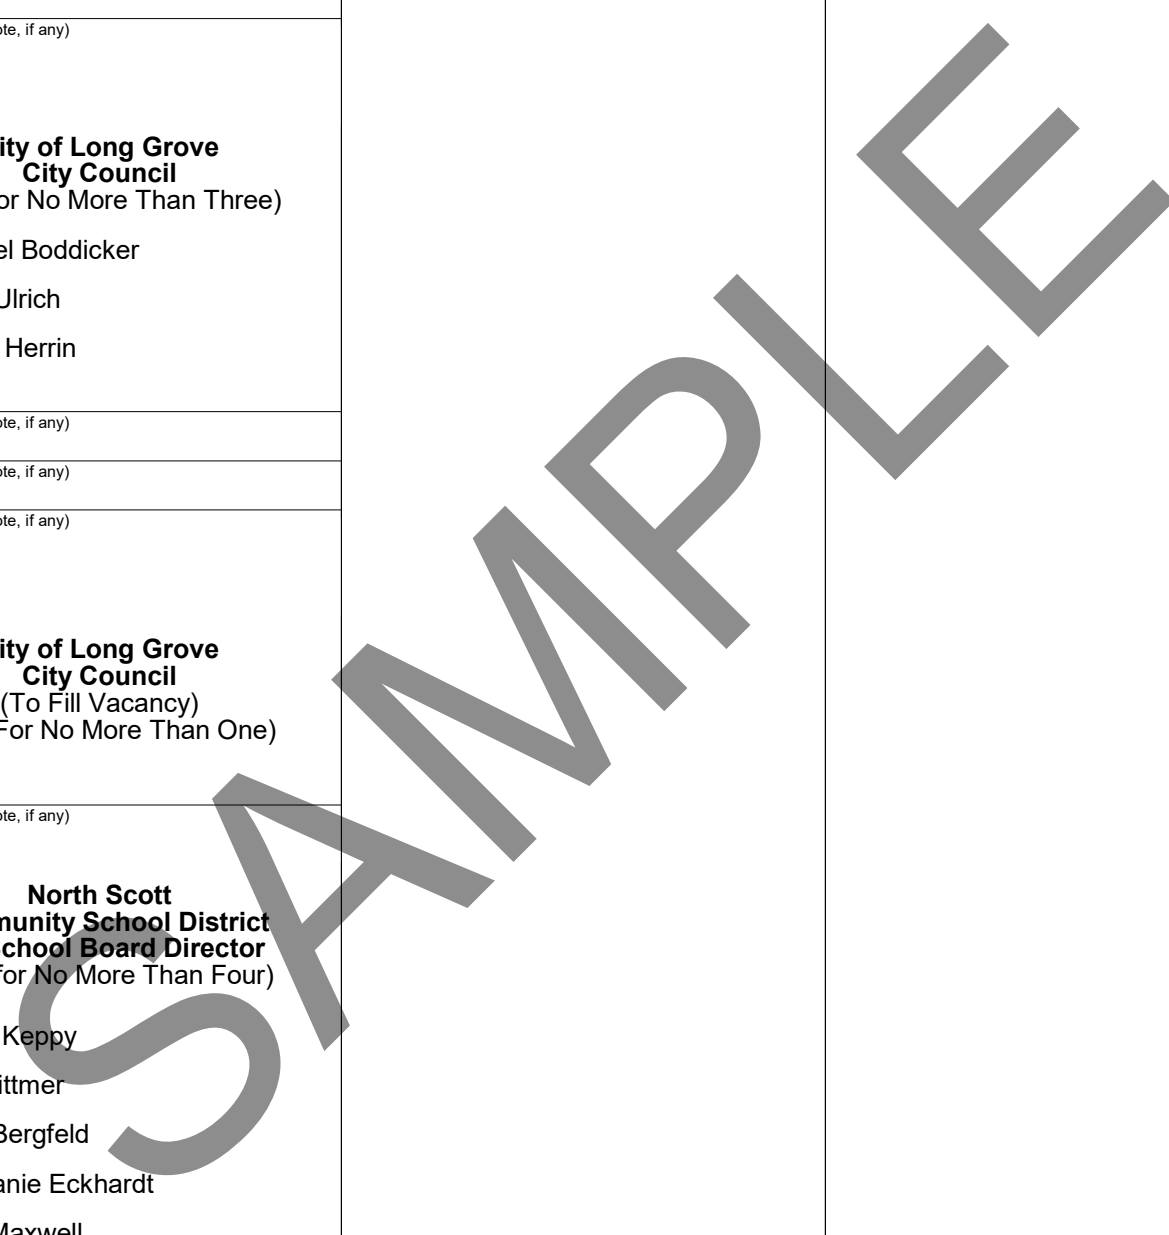 ote, if any)
ity of Long Grove
City Council
or No More Than Three)
el Boddicker
Ulrich
Herrin
ote, if any)
ote, if any)
ote, if any)
ity of Long Grove
City Council
(To Fill Vacancy)
For No More Than One)
ote, if any)
North Scott
munity School District
School Board Director
for No More Than Four)
Keppy
ittmer
Bergfeld
anie Eckhardt
Maxwell
SAMPLE